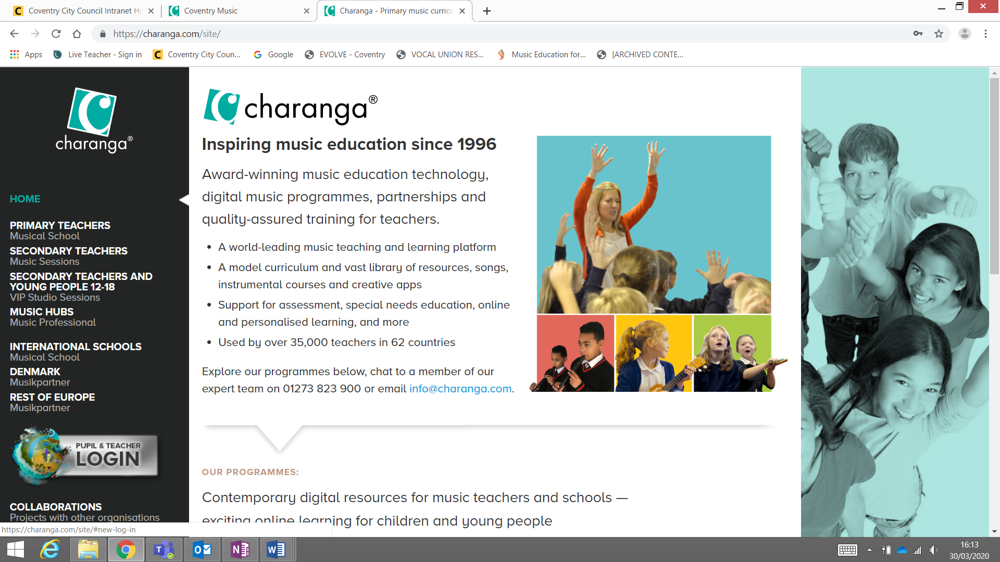 Coventry City Council Intranet Ho
Coventry Music
Charanga - Primary music curricu
https://charanga.com/site/
Apps
Live Teacher - Sign in
Coventry City Coun...
Google
EVOLVE - Coventry
VOCAL UNION RES...
Music Education for...
[ARCHIVED CONTE...
charanga®
HOME
PRIMARY TEACHERS
Musical School
SECONDARY TEACHERS
Music Sessions
SECONDARY TEACHERS AND
YOUNG PEOPLE 12-18
VIP Studio Sessions
MUSIC HUBS
Music Professional
INTERNATIONAL SCHOOLS
Musical School
DENMARK
Musikpartner
REST OF EUROPE
Musikpartner
PUPIL & TEACHER
LOGIN
COLLABORATIONS
Projects with other organisations
charanga®
Inspiring music education since 1996
Award-winning music education technology,
digital music programmes, partnerships and
quality-assured training for teachers.
• A world-leading music teaching and learning platform
• A model curriculum and vast library of resources, songs,
instrumental courses and creative apps
• Support for assessment, special needs education, online
and personalised learning, and more
• Used by over 35,000 teachers in 62 countries
Explore our programmes below, chat to a member of our
expert team on 01273 823 900 or email info@charanga.com.
OUR PROGRAMMES:
Contemporary digital resources for music teachers and schools —
exciting online learning for children and young people
https://charanga.com/site/#new-log-in
16:13
30/03/2020